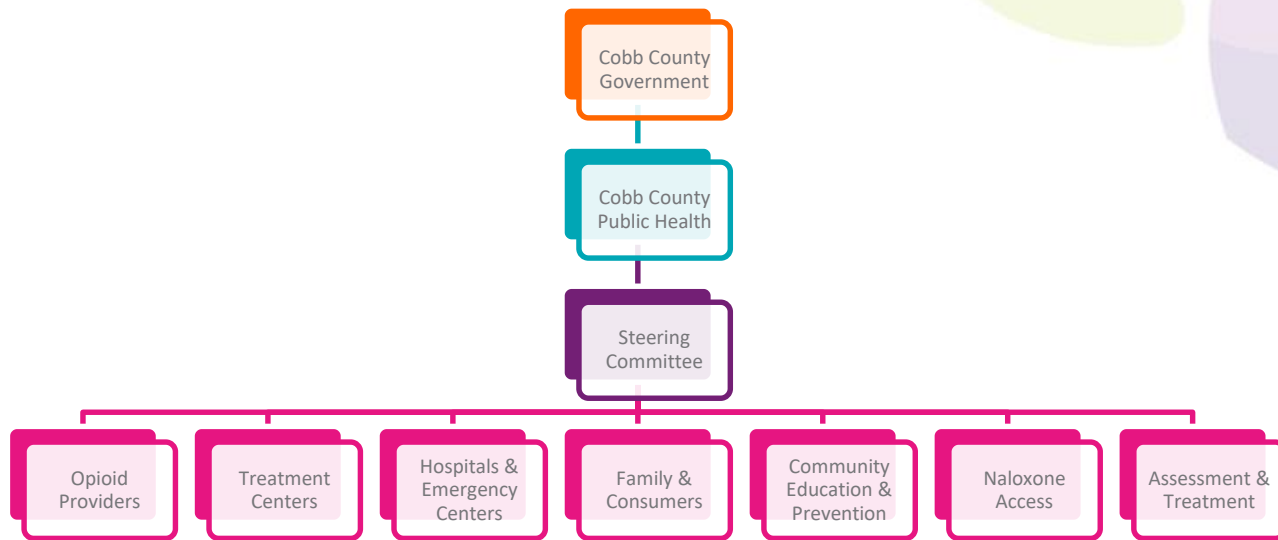 Cobb County
Government
Cobb County
Public Health
Steering
Committee
Opioid
Providers
Treatment
Centers
Hospitals &
Emergency
Centers
Family &
Consumers
Community
Education &
Prevention
Naloxone
Access
Assessment &
Treatment